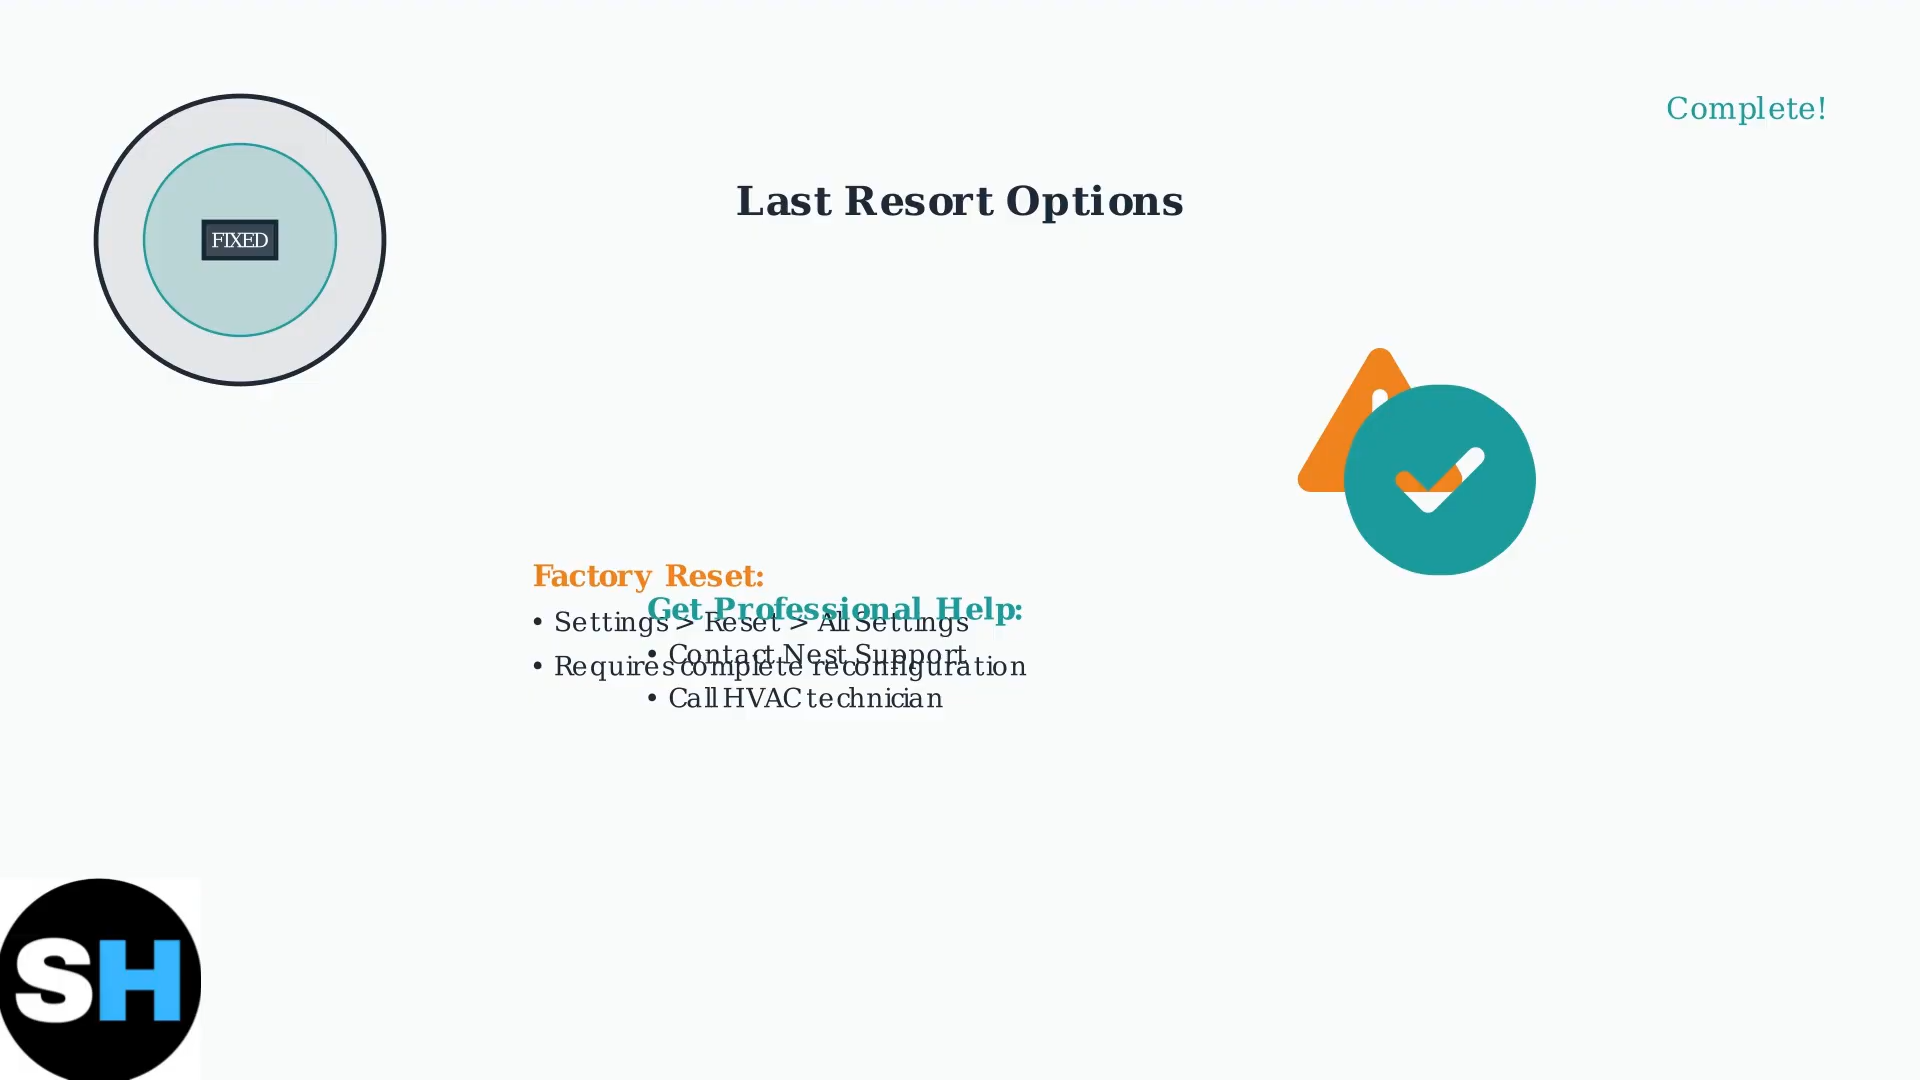 Complete!
Last Resort Options
FIXED
Factory Reset:
• Settings > Reset > All Settings
• Requires complete reconfiguration
Get Professional Help:
• Contact Nest Support
• Call HVAC technician
SH